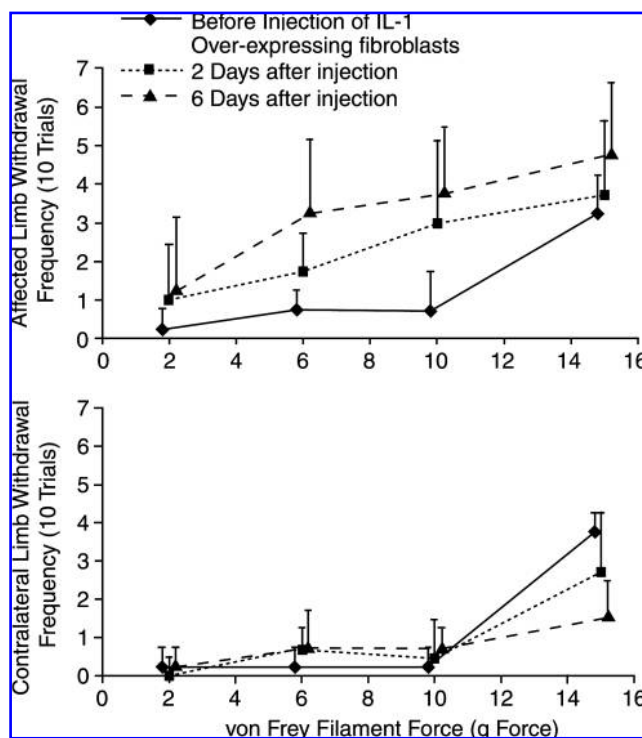 Before Injection of IL-1
Over-expressing fibroblasts
2 Days after injection
6 Days after injection
Affected Limb Withdrawal
Frequency (10 Trials)
7
6
5
4
3
2
1
0
0 2 4 6 8 10 12 14 16
Contralateral Limb Withdrawal
Frequency (10 Trials)
7
6
5
4
3
2
1
0
0 2 4 6 8 10 12 14 16
von Frey Filament Force (g Force)